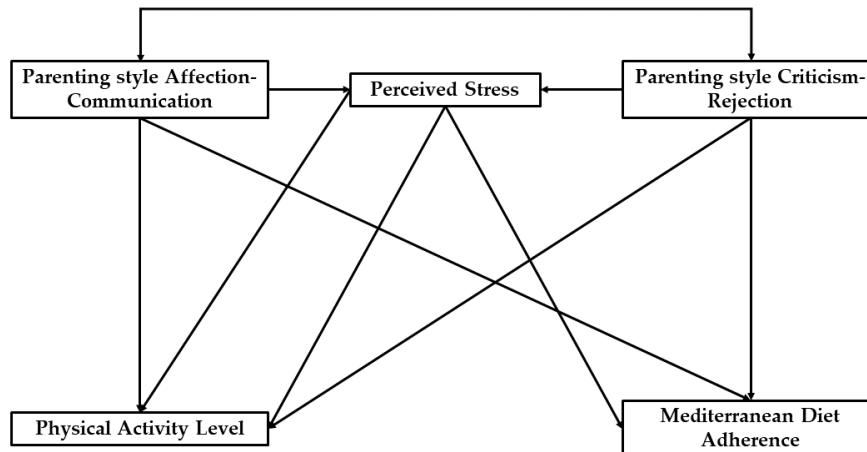 Parenting style Affection-
Communication
Perceived Stress
Parenting style Criticism-
Rejection
Physical Activity Level
Mediterranean Diet
Adherence